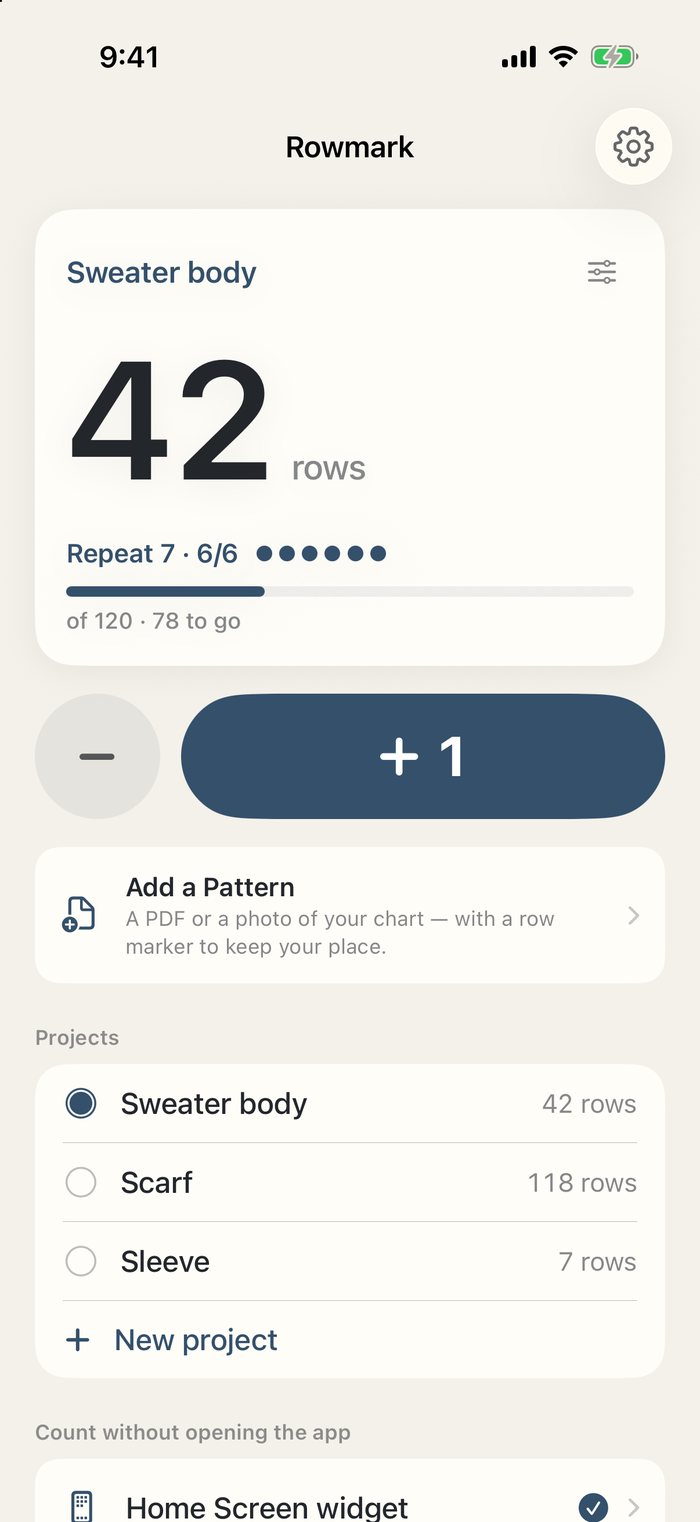 9:41
Rowmark
Sweater body
42 rows
Repeat 7 · 6/6
of 120 · 78 to go
+ 1
Add a Pattern
A PDF or a photo of your chart — with a row
marker to keep your place.
Projects
Sweater body 42 rows
Scarf 118 rows
Sleeve 7 rows
+ New project
Count without opening the app
Home Screen widget